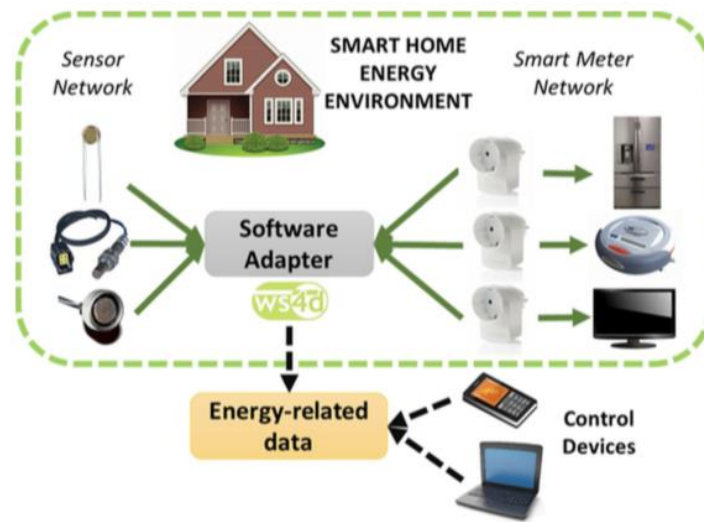 Sensor
Network
SMART HOME
ENERGY
ENVIRONMENT
Smart Meter
Network
Software
Adapter
ws4d
Energy-related
data
Control
Devices